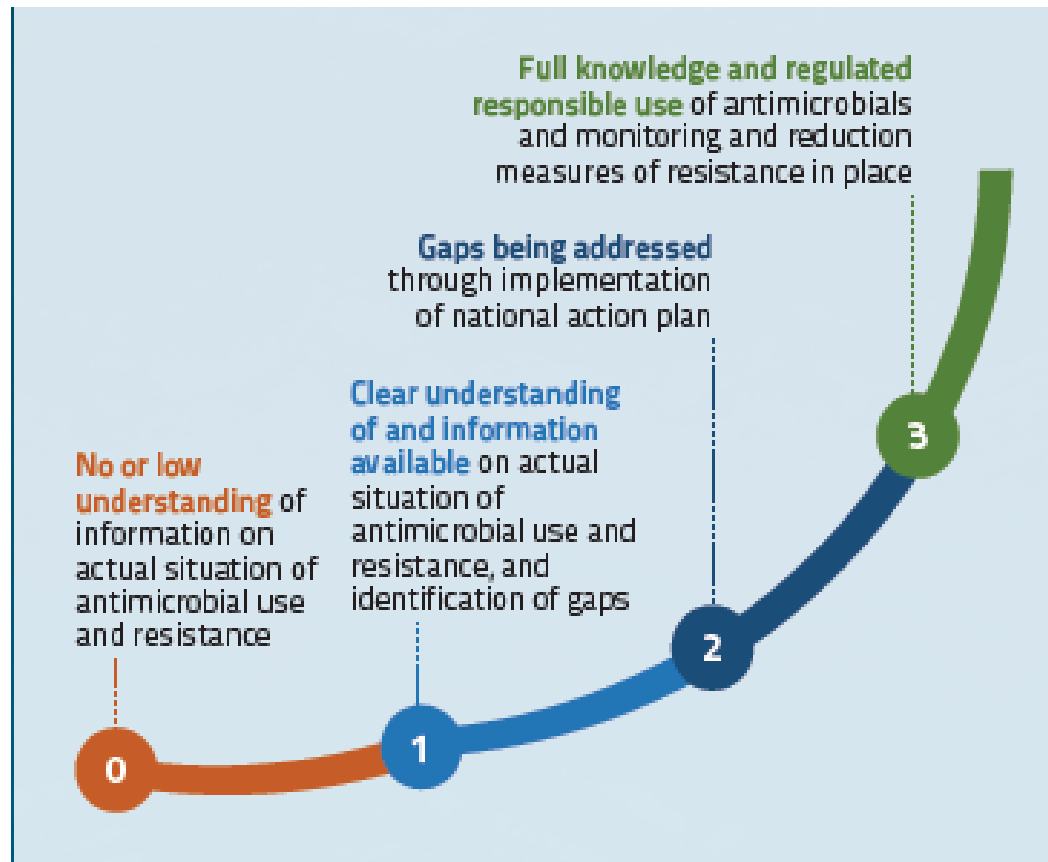 Full knowledge and regulated
responsible use of antimicrobials
and monitoring and reduction
measures of resistance in place
Gaps being addressed
through implementation
of national action plan
Clear understanding
of and information
available on actual
situation of
antimicrobial use and
resistance, and
identification of gaps
No or low
understanding of
information on
actual situation of
antimicrobial use
and resistance
3
2
1
0